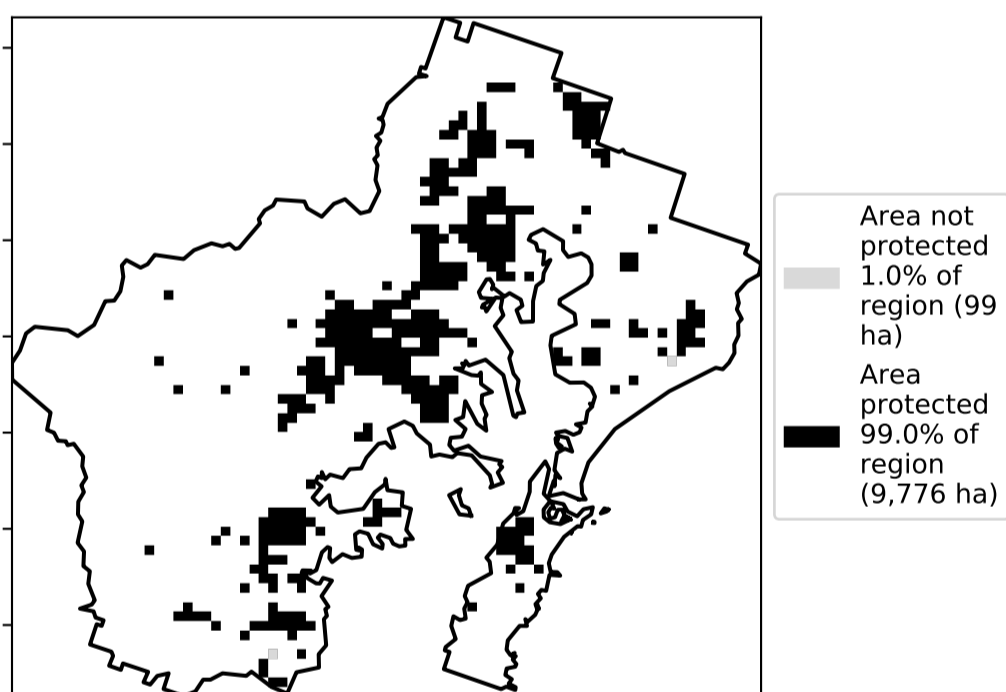 Area not
protected
1.0% of
region (99
ha)
Area
protected
99.0% of
region
(9,776 ha)